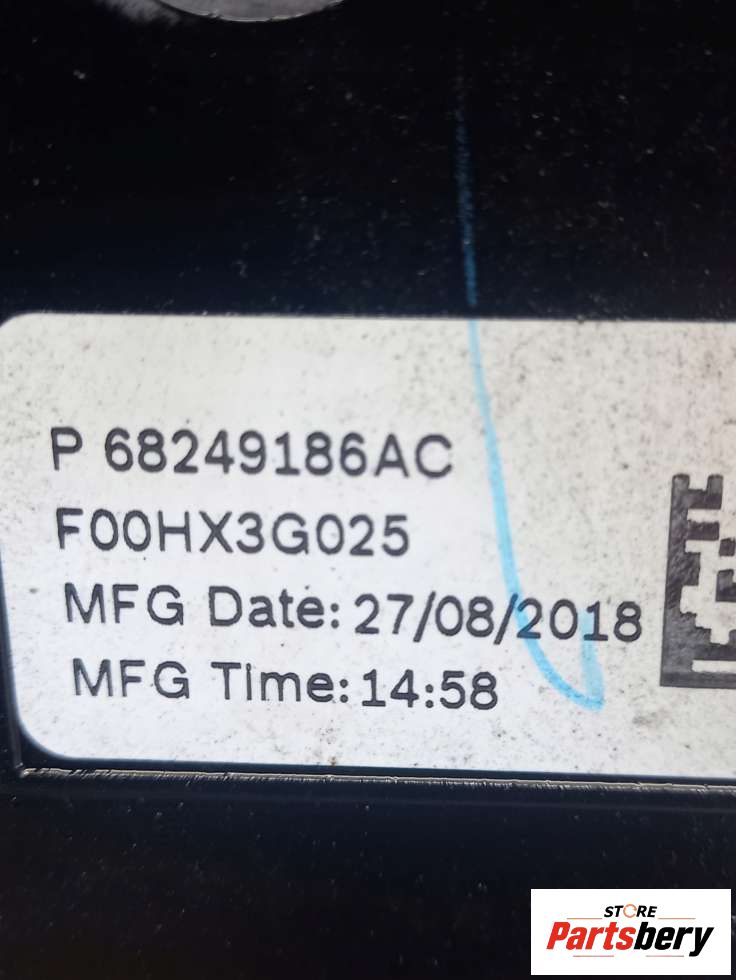 P 68249186AC
F00HX3G025
MFG Date: 27/08/2018
MFG Time: 14:58
STORE
Partsbery